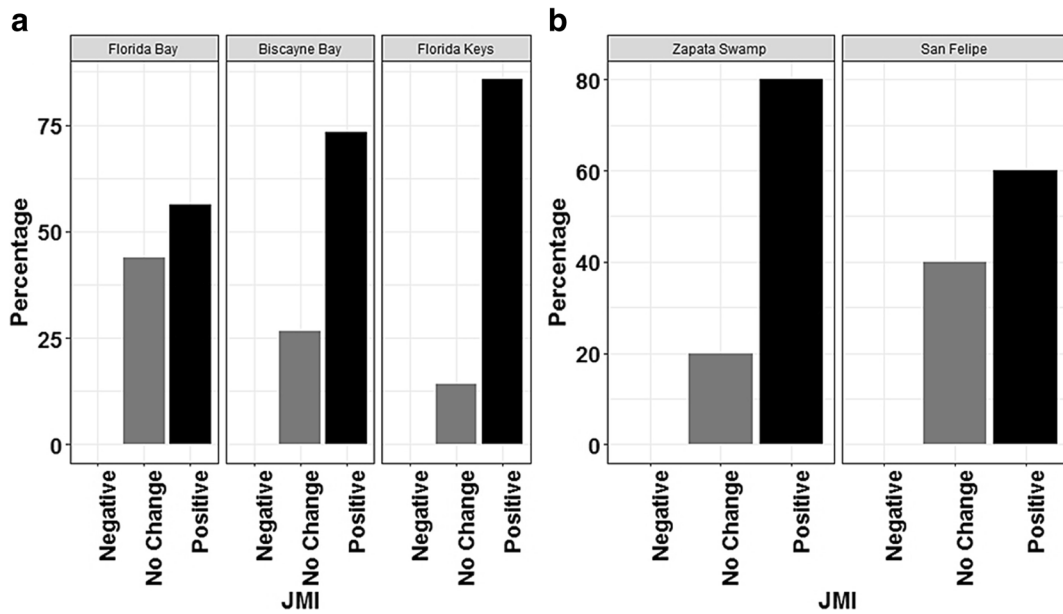 a
Florida Bay
Biscayne Bay
Florida Keys
Percentage
75
50
25
0
Negative
No Change
Positive
Negative
No Change
Positive
Negative
No Change
Positive
JMI
b
Zapata Swamp
San Felipe
Percentage
80
60
40
20
0
Negative
No Change
Positive
Negative
No Change
Positive
JMI